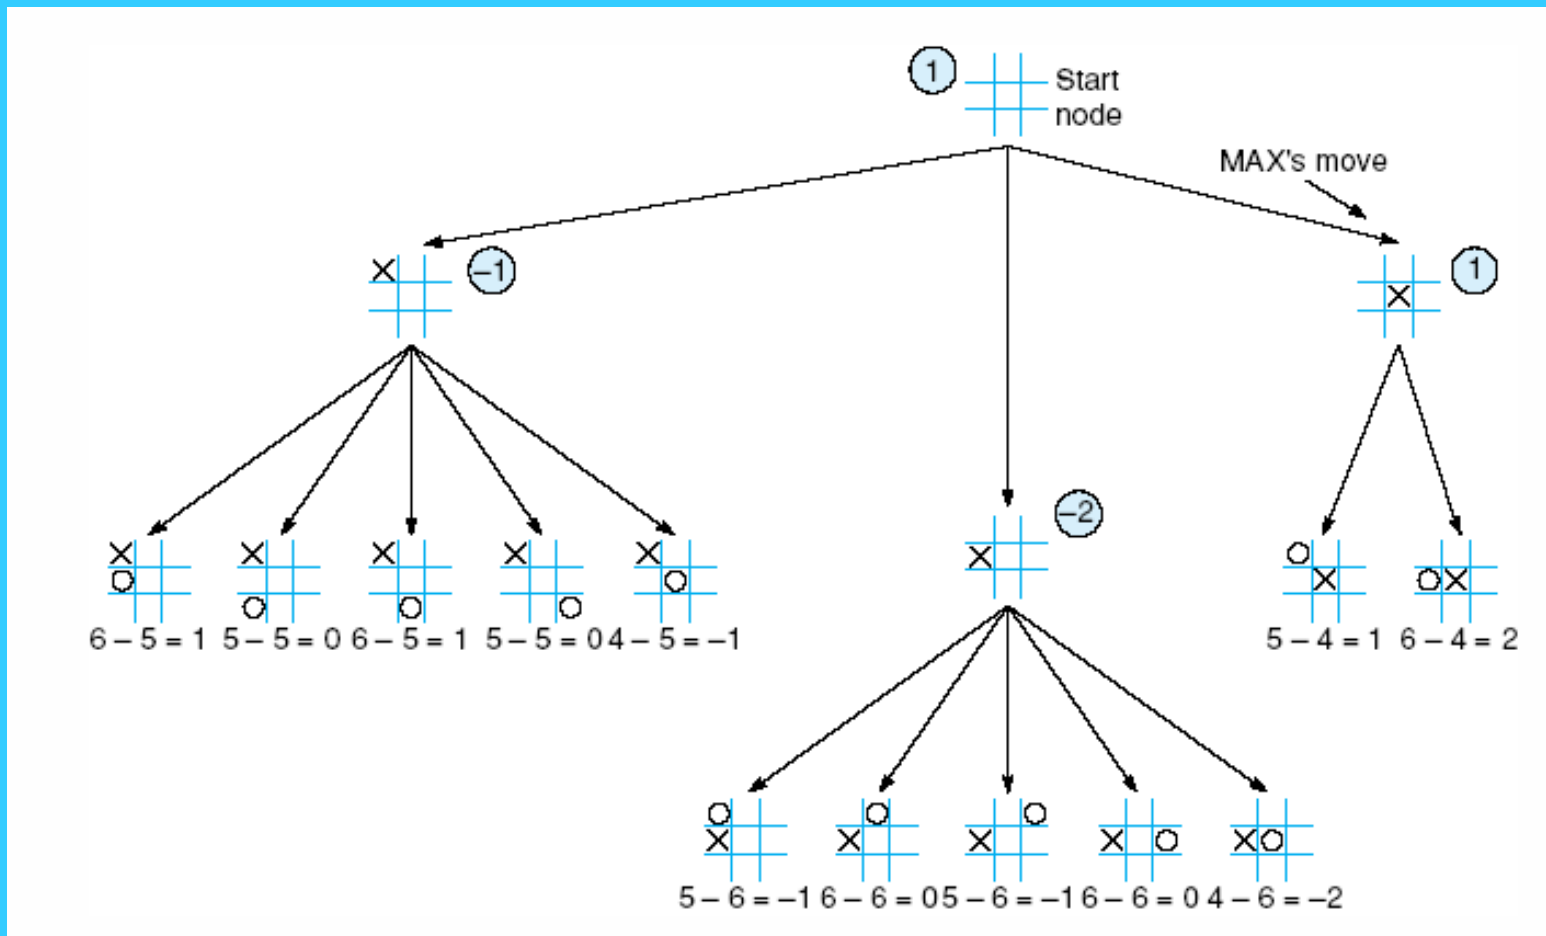 1
Start
node
MAX's move
–1
1
–2
6 – 5 = 1 5 – 5 = 0 6 – 5 = 1 5 – 5 = 0 4 – 5 = –1
5 – 4 = 1 6 – 4 = 2
5 – 6 = –1 6 – 6 = 0 5 – 6 = –1 6 – 6 = 0 4 – 6 = –2